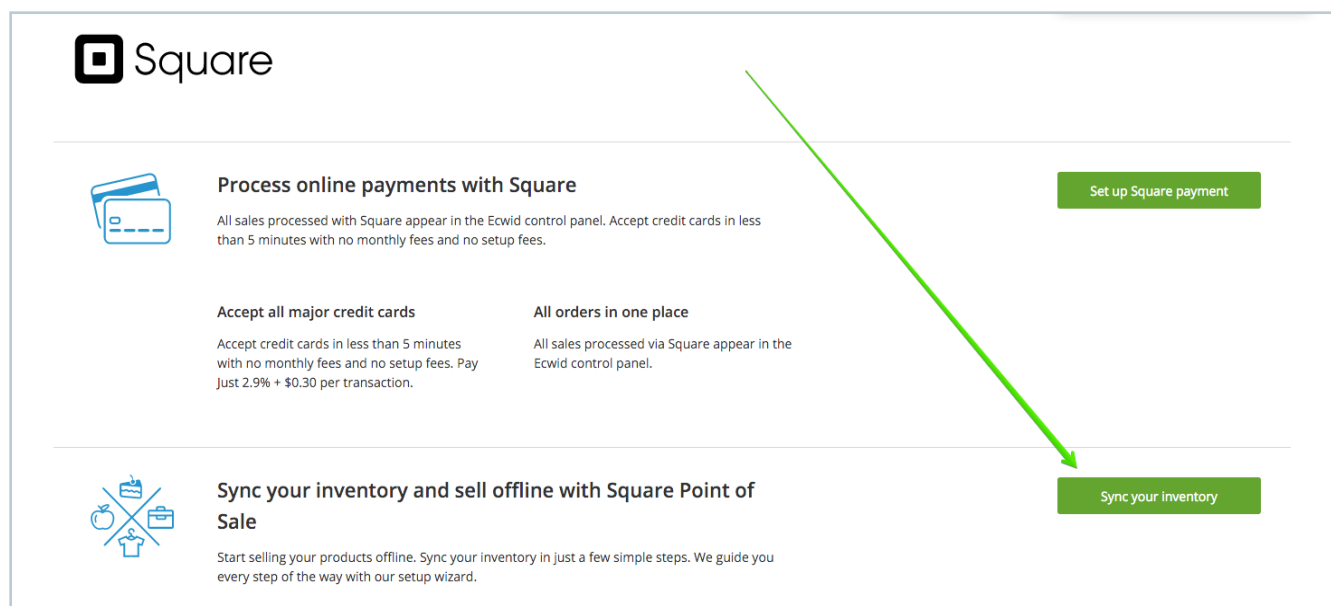 Square
Process online payments with Square
Set up Square payment
All sales processed with Square appear in the Ecwid control panel. Accept credit cards in less
than 5 minutes with no monthly fees and no setup fees.
Accept all major credit cards
Accept credit cards in less than 5 minutes
with no monthly fees and no setup fees. Pay
Just 2.9% + $0.30 per transaction.
All orders in one place
All sales processed via Square appear in the
Ecwid control panel.
Sync your inventory and sell offline with Square Point of
Sale
Sync your inventory
Start selling your products offline. Sync your inventory in just a few simple steps. We guide you
every step of the way with our setup wizard.